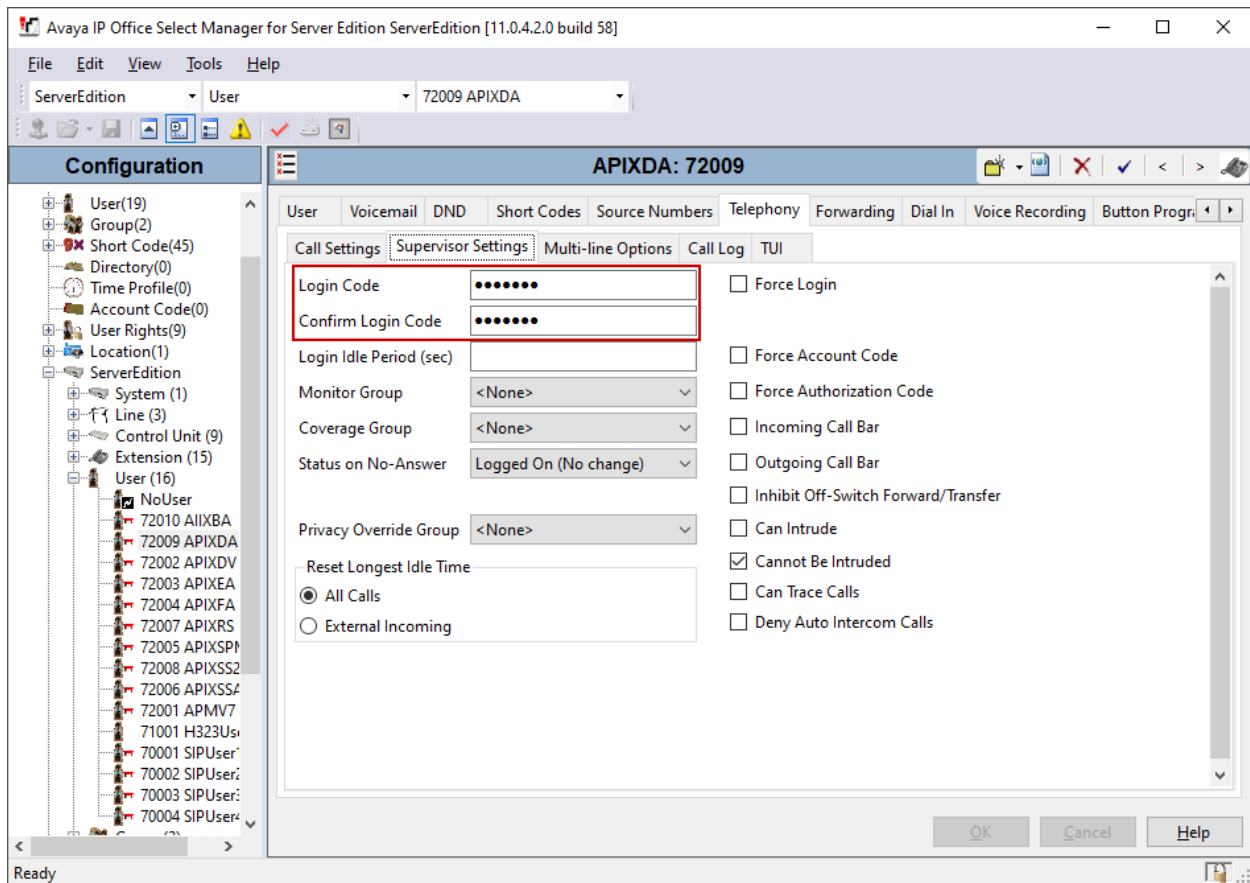 Avaya IP Office Select Manager for Server Edition ServerEdition [11.0.4.2.0 build 58]
File Edit View Tools Help
ServerEdition User 72009 APIXDA
Configuration
User(19)
Group(2)
Short Code(45)
Directory(0)
Time Profile(0)
Account Code(0)
User Rights(9)
Location(1)
ServerEdition
System (1)
Line (3)
Control Unit (9)
Extension (15)
User (16)
NoUser
72010 AIIXBA
72009 APIXDA
72002 APIXDV
72003 APIXEA
72004 APIXFA
72007 APIXRS
72005 APIXSP
72008 APIXSS2
72006 APIXSSA
72001 APMV7
71001 H323Us
70001 SIPUser
70002 SIPUser
70003 SIPUser
70004 SIPUser
APIXDA: 72009
User Voicemail DND Short Codes Source Numbers Telephony Forwarding Dial In Voice Recording Button Progr
Call Settings Supervisor Settings Multi-line Options Call Log TUI
Login Code ●●●●●●● Force Login
Confirm Login Code ●●●●●●●
Login Idle Period (sec) Force Account Code
Monitor Group <None> Force Authorization Code
Coverage Group <None> Incoming Call Bar
Status on No-Answer Logged On (No change) Outgoing Call Bar
Inhibit Off-Switch Forward/Transfer
Privacy Override Group <None> Can Intrude
Reset Longest Idle Time Cannot Be Intruded
All Calls Can Trace Calls
External Incoming Deny Auto Intercom Calls
OK Cancel Help
Ready